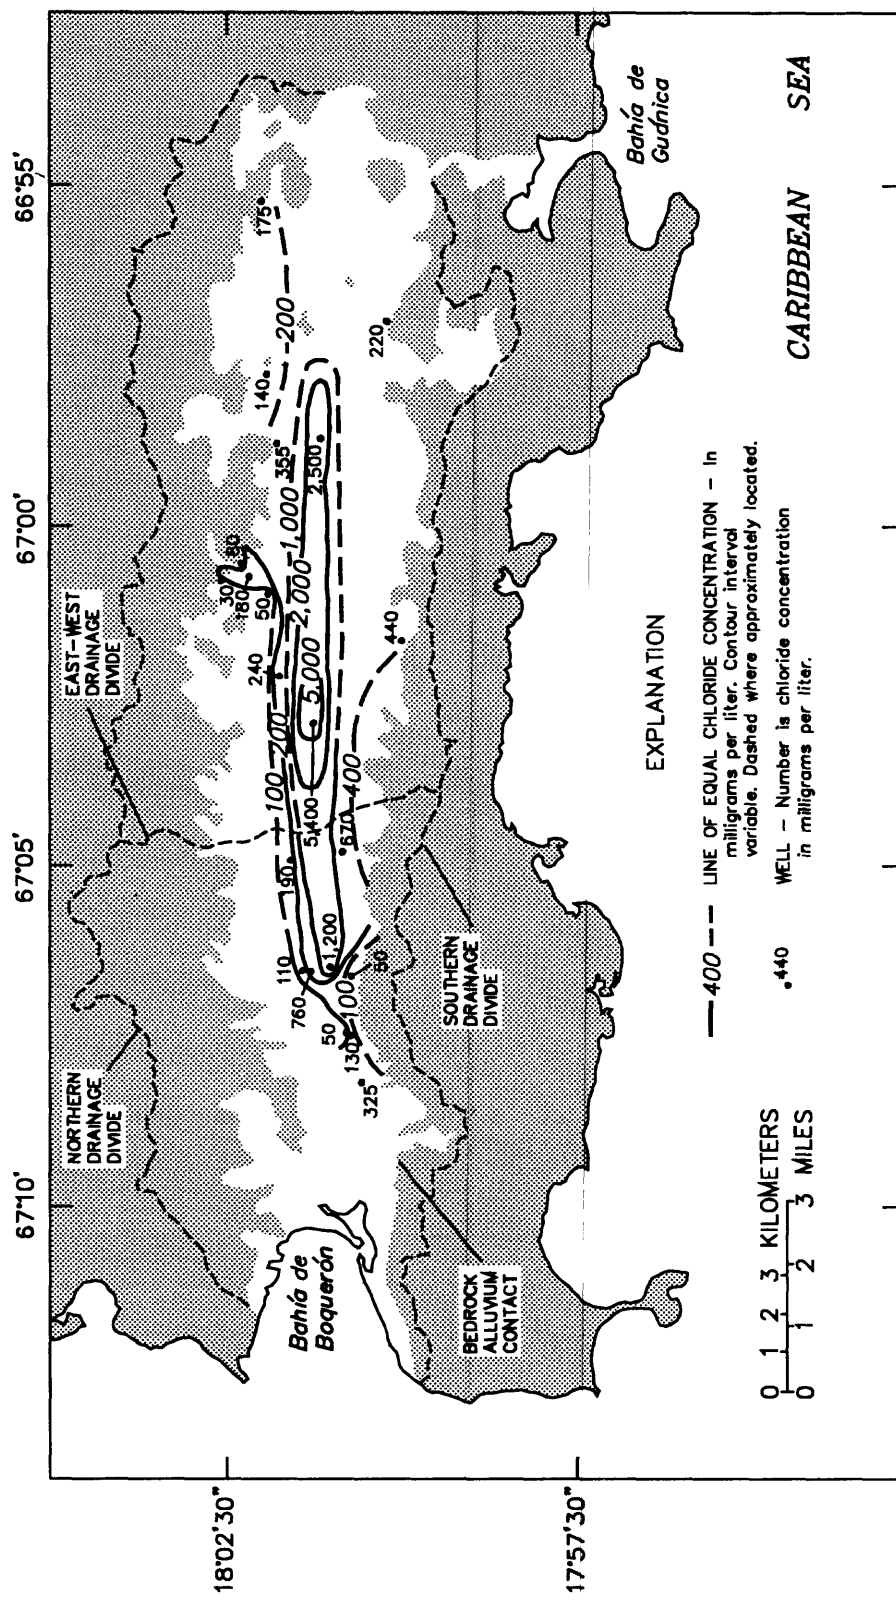 67°10'
67°05'
67°00'
66°55'
18°02'30"
17°57'30"
NORTHERN
DRAINAGE
DIVIDE
EAST–WEST
DRAINAGE
DIVIDE
SOUTHERN
DRAINAGE
DIVIDE
BEDROCK
ALLUVIUM
CONTACT
Bahía de
Boquerón
Bahía de
Guánica
CARIBBEAN SEA
325
130
50
760
110
100
50
1,200
190
670
5,400
400
100
200
240
5,000
2,000
1,000
50
180
30
80
440
355
2,500
140
200
175
220
EXPLANATION
400 LINE OF EQUAL CHLORIDE CONCENTRATION – In
milligrams per liter. Contour interval
variable. Dashed where approximately located.
440 WELL – Number is chloride concentration
in milligrams per liter.
0 1 2 3 KILOMETERS
0 1 2 3 MILES